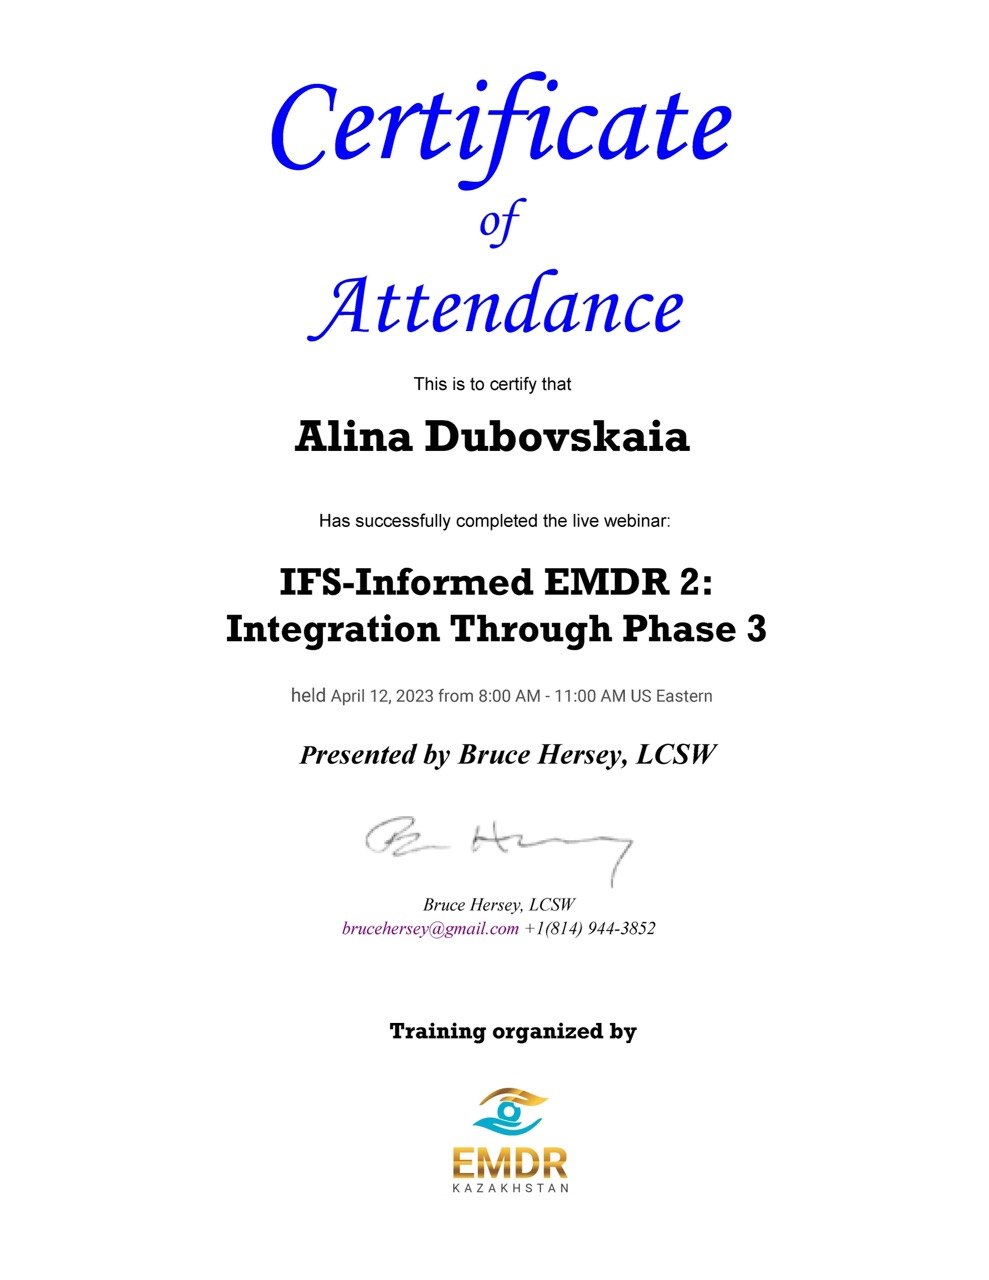 Certificate
of
Attendance
This is to certify that
Alina Dubovskaia
Has successfully completed the live webinar:
IFS-Informed EMDR 2:
Integration Through Phase 3
held April 12, 2023 from 8:00 AM - 11:00 AM US Eastern
Presented by Bruce Hersey, LCSW
Bruce Hersey, LCSW
brucehersey@gmail.com +1(814) 944-3852
Training organized by
EMDR
KAZAKHSTAN